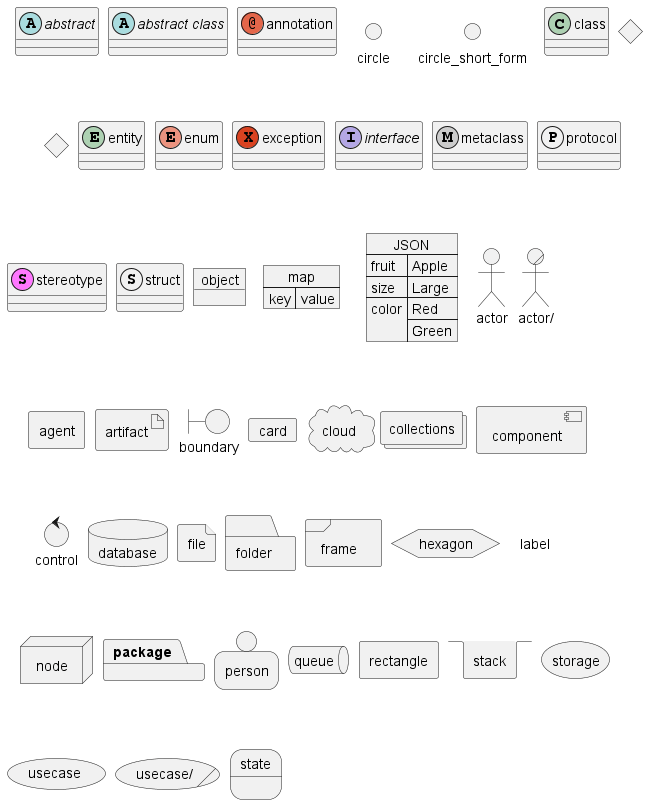 A abstract
A abstract class
@ annotation
circle
circle_short_form
C class
E entity
E enum
X exception
I interface
M metaclass
P protocol
S stereotype
S struct
object
map
key value
JSON
fruit Apple
size Large
color Red
Green
actor
actor/
agent
artifact
boundary
card
cloud
collections
component
control
database
file
folder
frame
hexagon
label
node
package
person
queue
rectangle
stack
storage
usecase
usecase/
state